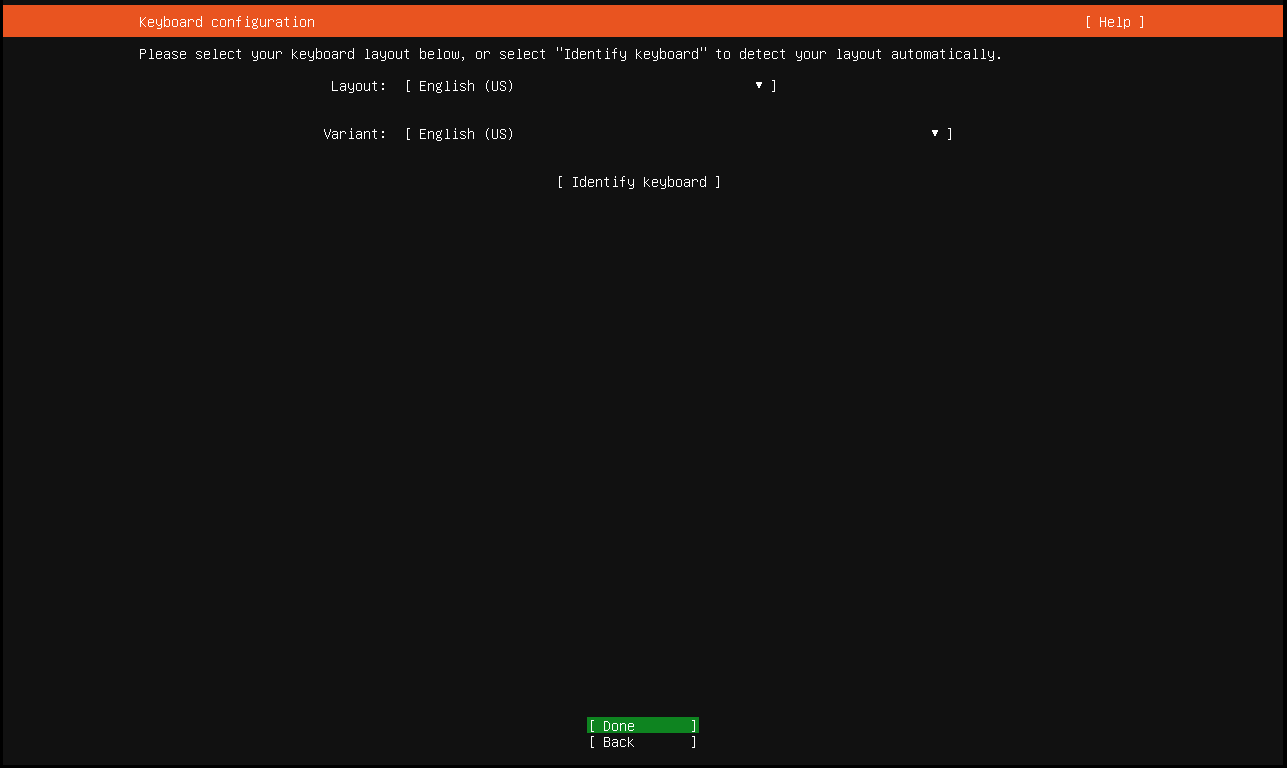 Keyboard configuration [ Help ]
Please select your keyboard layout below, or select "Identify keyboard" to detect your layout automatically.
Layout: [ English (US) ▾ ]
Variant: [ English (US) ▾ ]
[ Identify keyboard ]
[ Done ]
[ Back ]